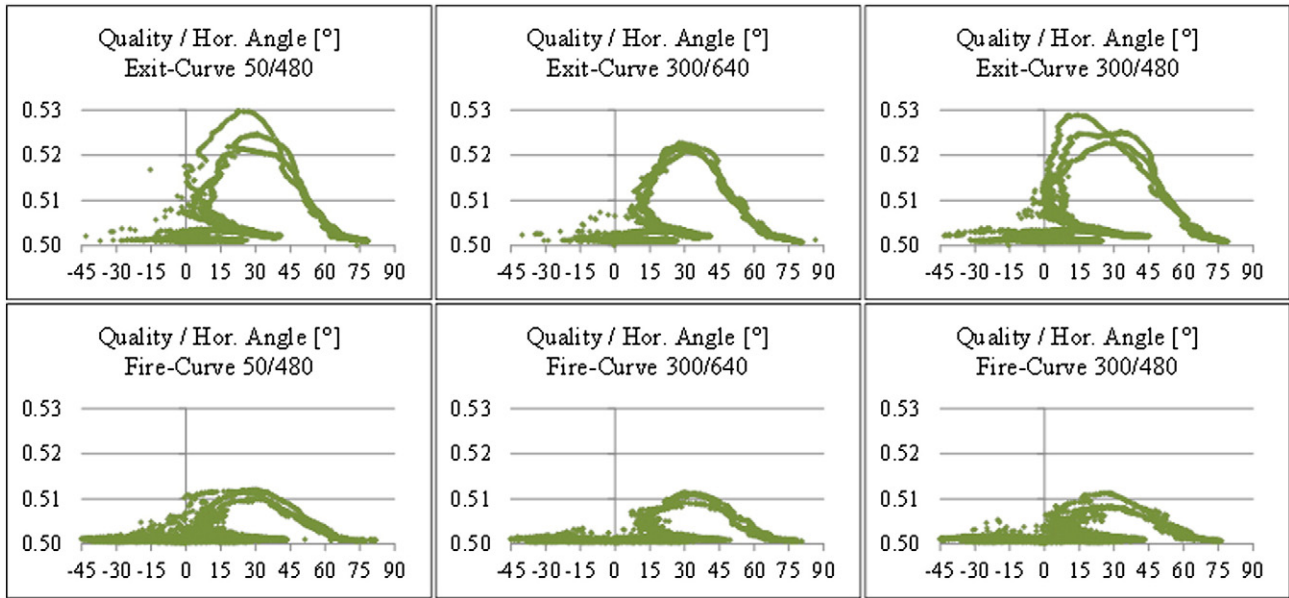 Quality / Hor. Angle [°]
Exit-Curve 50/480
0.53
0.52
0.51
0.50
-45 -30 -15 0 15 30 45 60 75 90
Quality / Hor. Angle [°]
Exit-Curve 300/640
0.53
0.52
0.51
0.50
-45 -30 -15 0 15 30 45 60 75 90
Quality / Hor. Angle [°]
Exit-Curve 300/480
0.53
0.52
0.51
0.50
-45 -30 -15 0 15 30 45 60 75 90
Quality / Hor. Angle [°]
Fire-Curve 50/480
0.53
0.52
0.51
0.50
-45 -30 -15 0 15 30 45 60 75 90
Quality / Hor. Angle [°]
Fire-Curve 300/640
0.53
0.52
0.51
0.50
-45 -30 -15 0 15 30 45 60 75 90
Quality / Hor. Angle [°]
Fire-Curve 300/480
0.53
0.52
0.51
0.50
-45 -30 -15 0 15 30 45 60 75 90